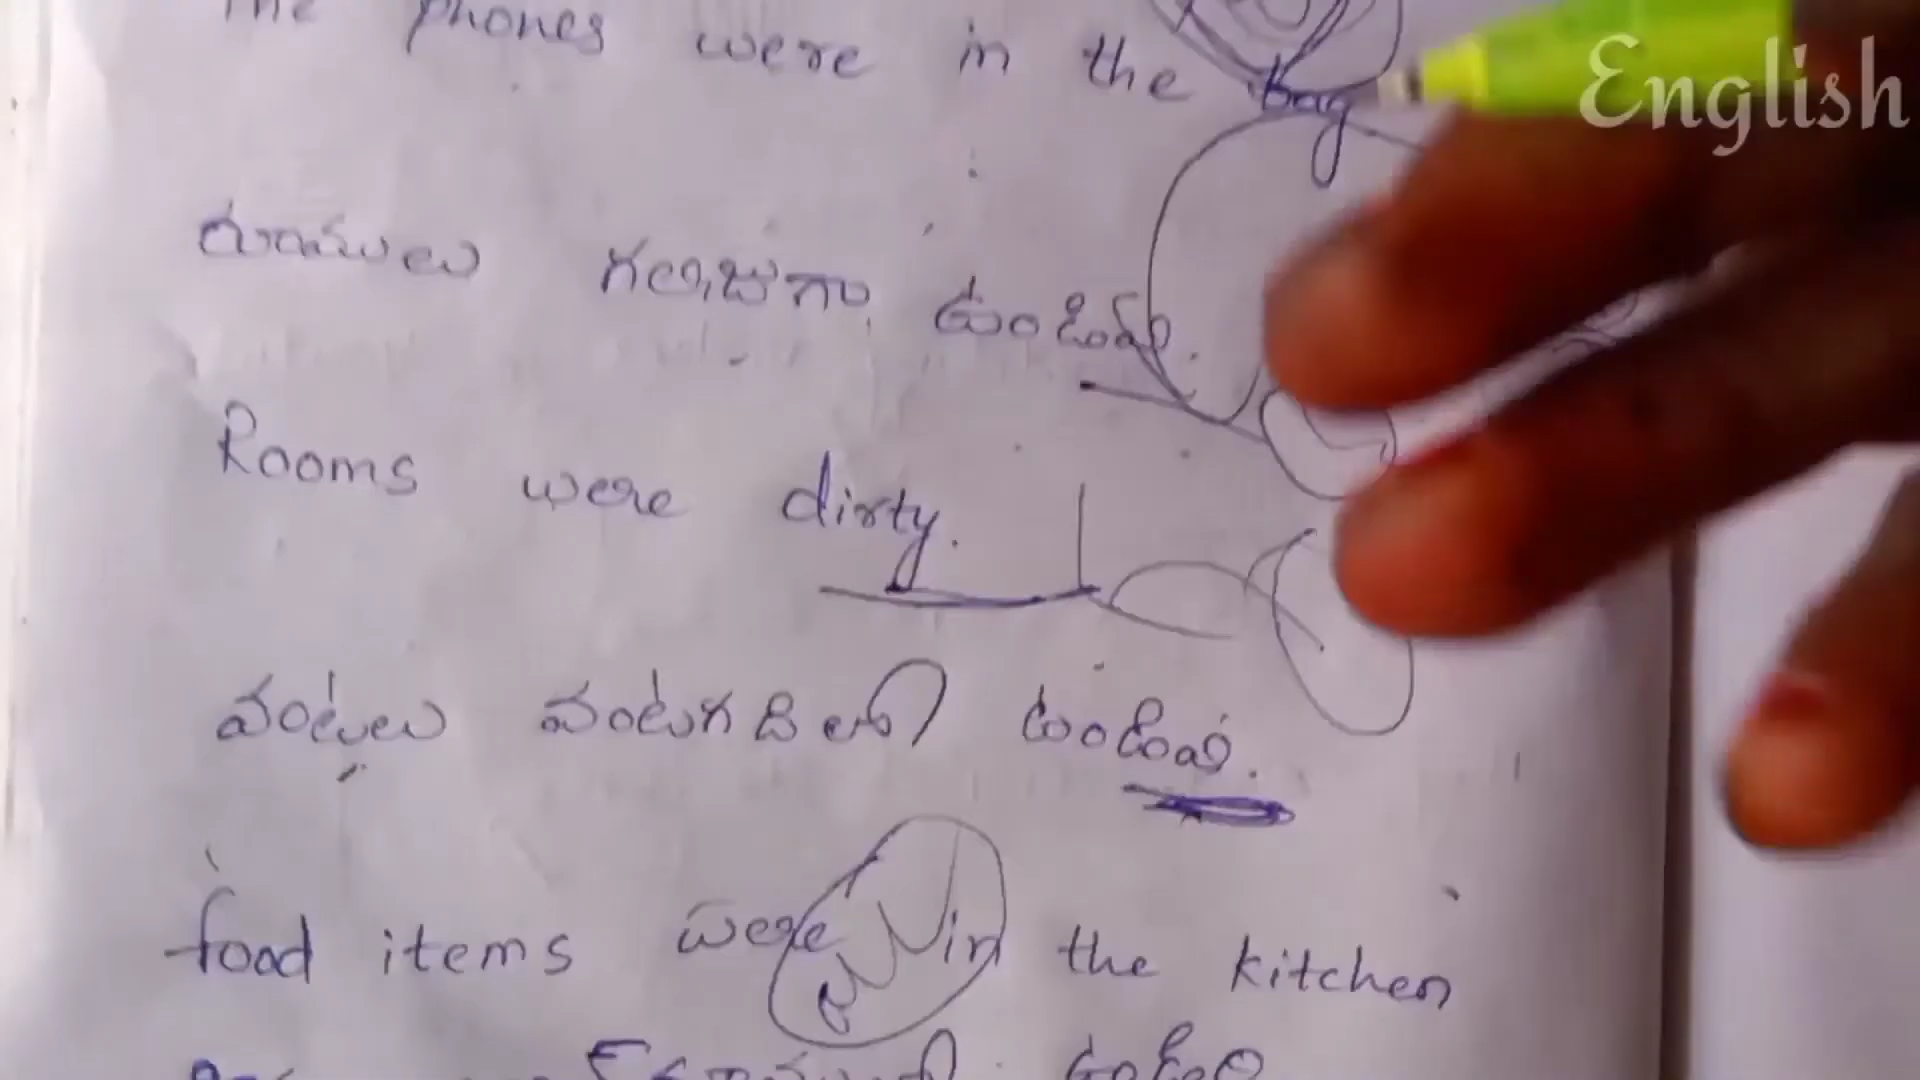 The phones were in the bag
English
రూములు గలీజుగా ఉండేవి.
Rooms were dirty.
వంటలు వంటగదిలో ఉండేవి.
food items were in the kitchen